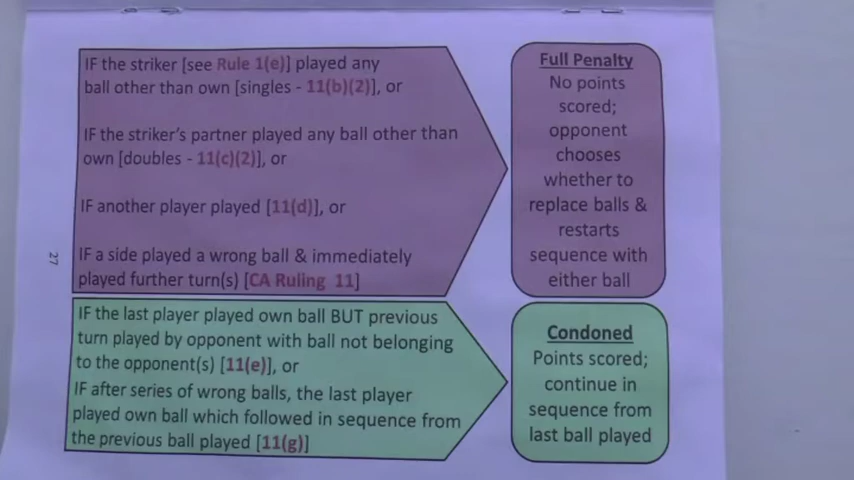 IF the striker [see Rule 1(e)] played any
ball other than own [singles - 11(b)(2)], or
IF the striker's partner played any ball other than
own [doubles - 11(c)(2)], or
IF another player played [11(d)], or
IF a side played a wrong ball & immediately
played further turn(s) [CA Ruling 11]
Full Penalty
No points
scored;
opponent
chooses
whether to
replace balls &
restarts
sequence with
either ball
IF the last player played own ball BUT previous
turn played by opponent with ball not belonging
to the opponent(s) [11(e)], or
IF after series of wrong balls, the last player
played own ball which followed in sequence from
the previous ball played [11(g)]
Condoned
Points scored;
continue in
sequence from
last ball played
27